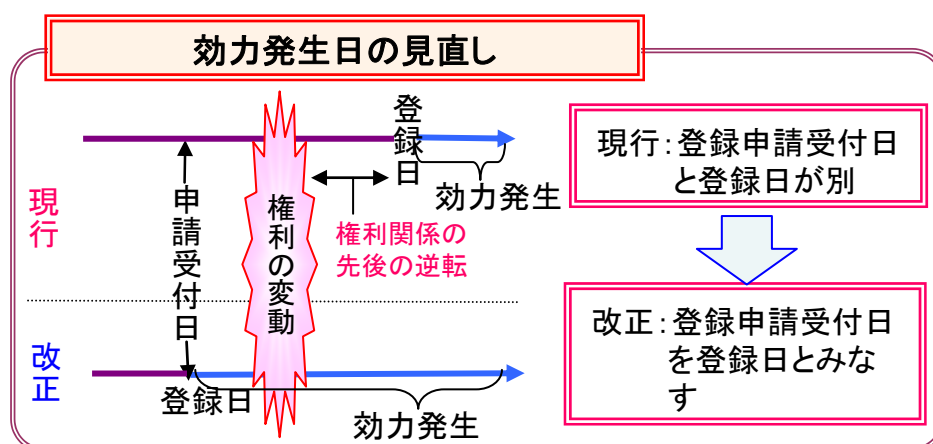 効力発生日の見直し
登録日
現行
申請受付日
権利の変動
効力発生
権利関係の
先後の逆転
改正
登録日
効力発生
現行：登録申請受付日
と登録日が別
改正：登録申請受付日
を登録日とみな
す